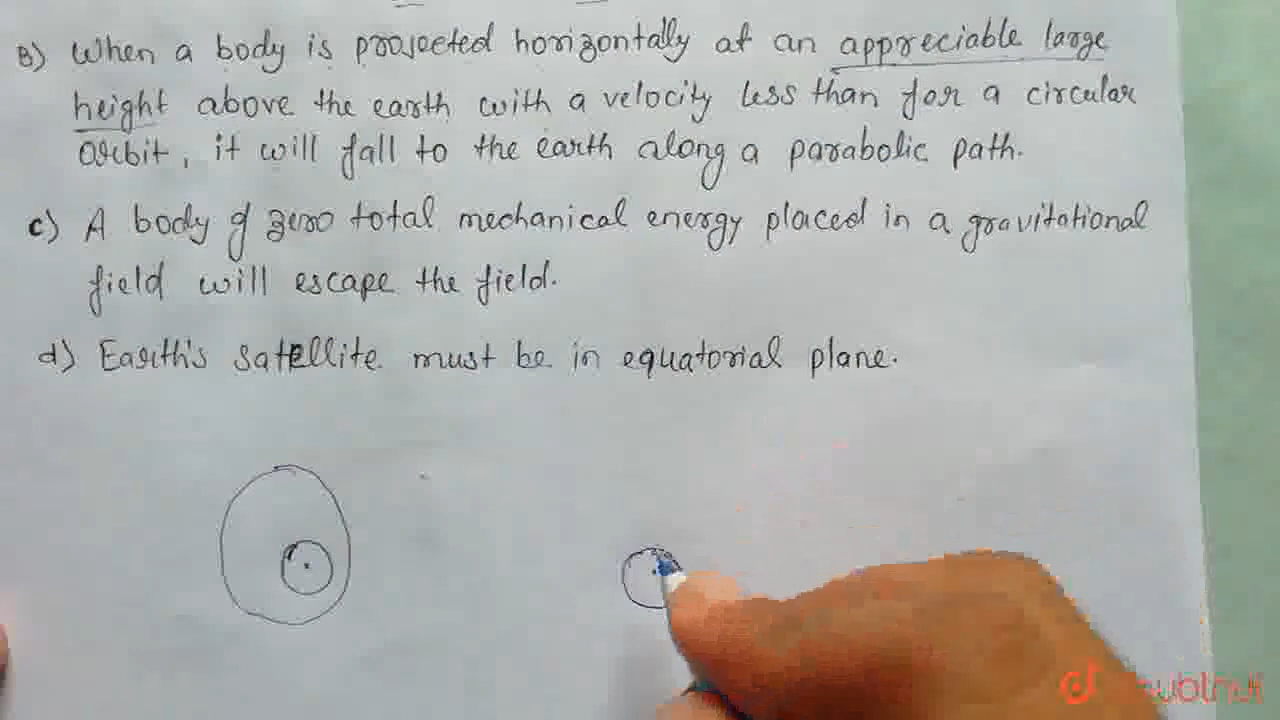 B) When a body is projected horizontally at an appreciable large
height above the earth with a velocity less than for a circular
orbit, it will fall to the earth along a parabolic path.
c) A body of zero total mechanical energy placed in a gravitational
field will escape the field.
d) Earth's satellite must be in equatorial plane.